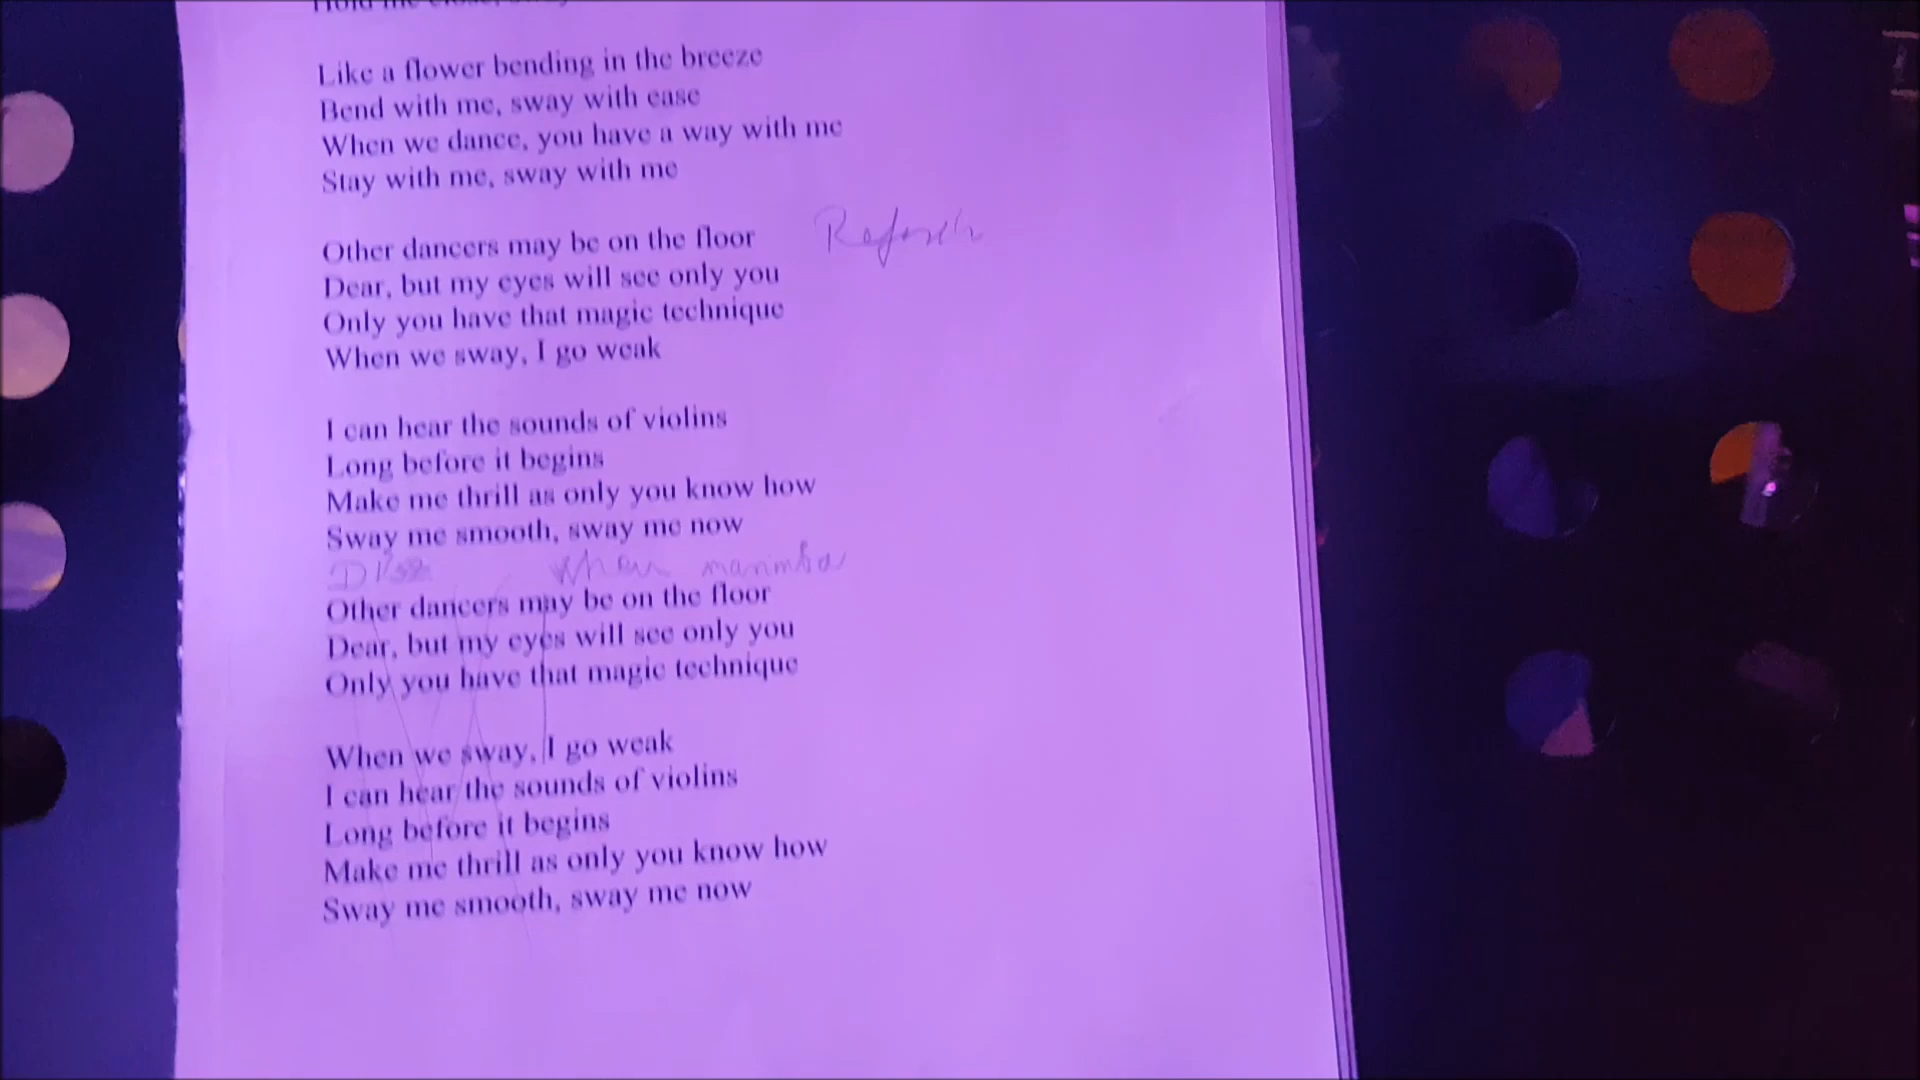 Like a flower bending in the breeze
Bend with me, sway with ease
When we dance, you have a way with me
Stay with me, sway with me
Other dancers may be on the floor
Dear, but my eyes will see only you
Only you have that magic technique
When we sway, I go weak
I can hear the sounds of violins
Long before it begins
Make me thrill as only you know how
Sway me smooth, sway me now
When marimba
Other dancers may be on the floor
Dear, but my eyes will see only you
Only you have that magic technique
When we sway, I go weak
I can hear the sounds of violins
Long before it begins
Make me thrill as only you know how
Sway me smooth, sway me now